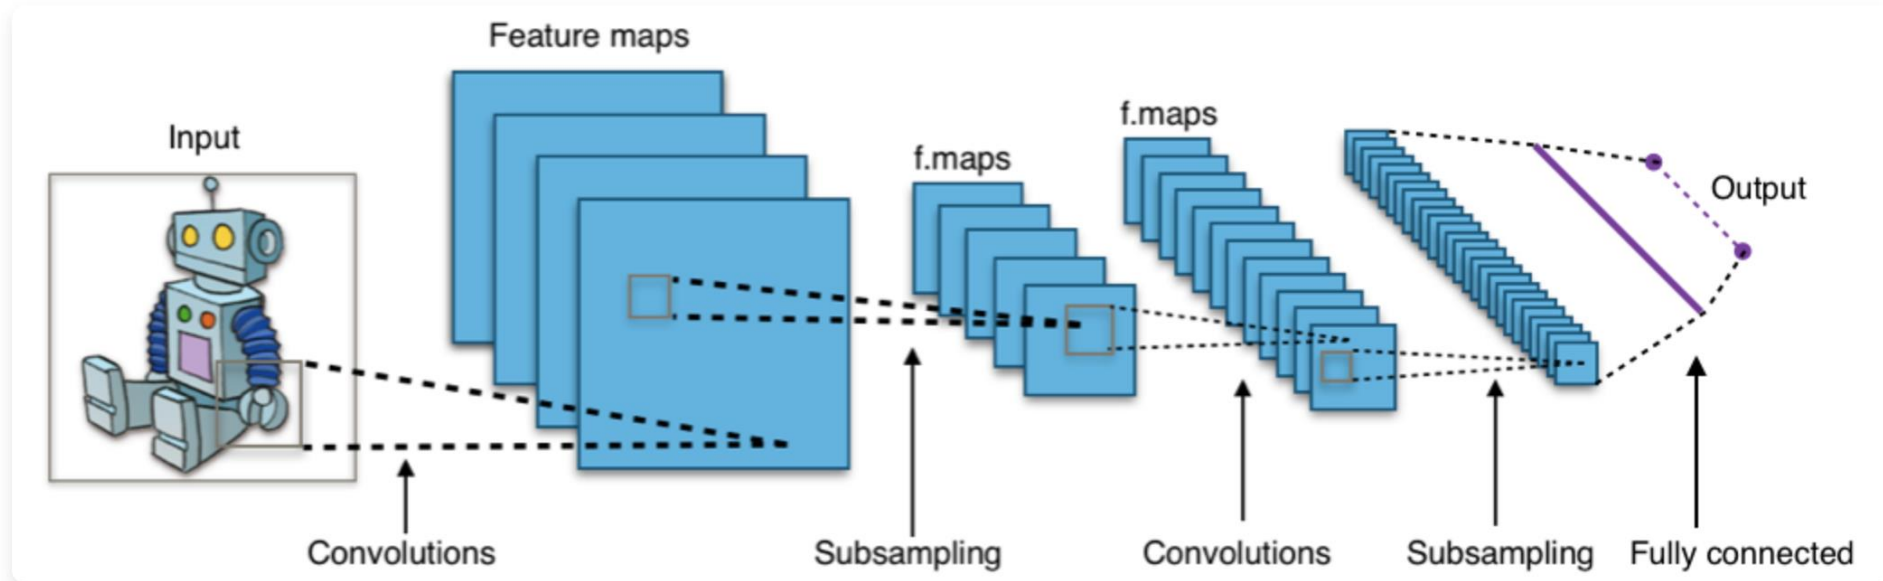 Feature maps
Input
f.maps
f.maps
Output
Convolutions
Subsampling
Convolutions
Subsampling
Fully connected